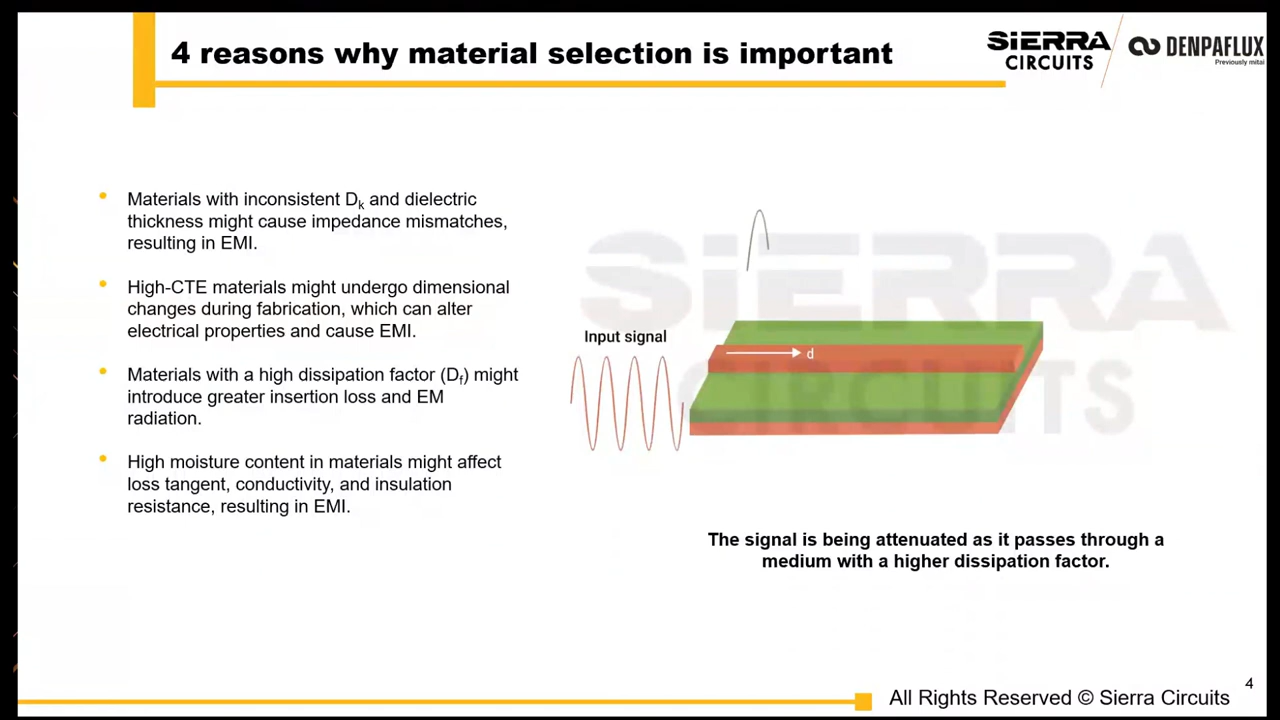 4 reasons why material selection is important
SiERRA
CIRCUITS
DENPAFLUX
Previously mitai
Materials with inconsistent Dk and dielectric
thickness might cause impedance mismatches,
resulting in EMI.
High-CTE materials might undergo dimensional
changes during fabrication, which can alter
electrical properties and cause EMI.
Materials with a high dissipation factor (Df) might
introduce greater insertion loss and EM
radiation.
High moisture content in materials might affect
loss tangent, conductivity, and insulation
resistance, resulting in EMI.
SiERRA
CIRCUITS
Input signal
d
The signal is being attenuated as it passes through a
medium with a higher dissipation factor.
4
All Rights Reserved © Sierra Circuits